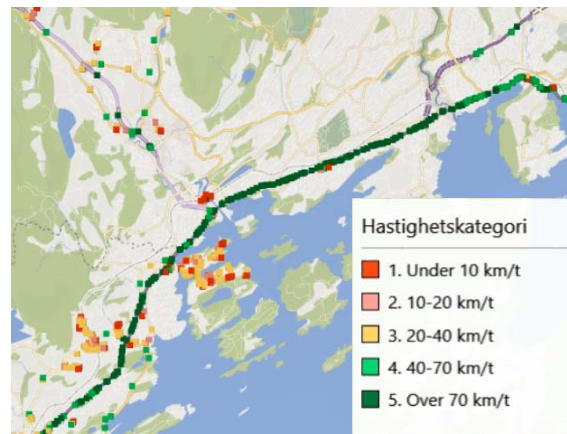 Hastighetskategori
1. Under 10 km/t
2. 10-20 km/t
3. 20-40 km/t
4. 40-70 km/t
5. Over 70 km/t